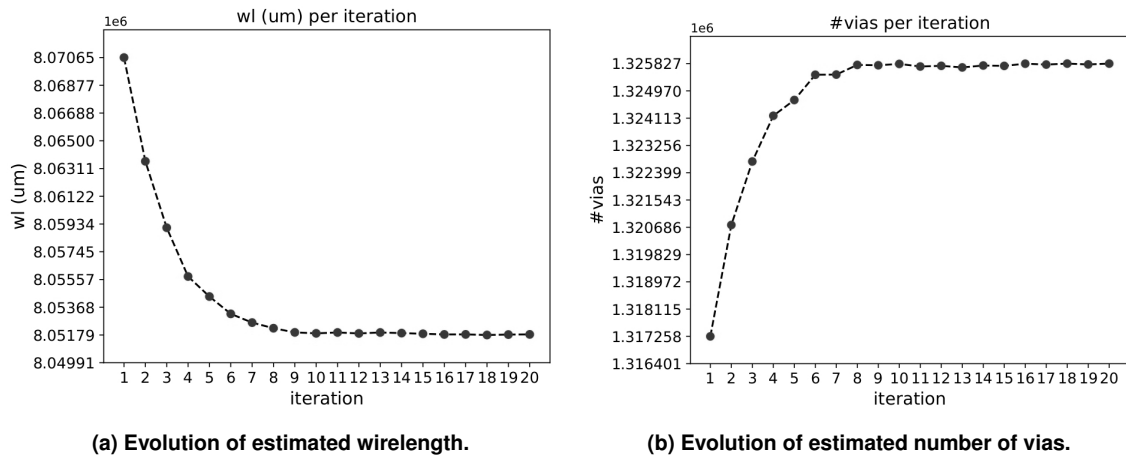 wl (um) per iteration
1e6
8.07065
8.06877
8.06688
8.06500
8.06311
8.06122
8.05934
8.05745
8.05557
8.05368
8.05179
8.04991
wl (um)
1 2 3 4 5 6 7 8 9 10 11 12 13 14 15 16 17 18 19 20
iteration
(a) Evolution of estimated wirelength.
#vias per iteration
1e6
1.325827
1.324970
1.324113
1.323256
1.322399
1.321543
1.320686
1.319829
1.318972
1.318115
1.317258
1.316401
#vias
1 2 3 4 5 6 7 8 9 10 11 12 13 14 15 16 17 18 19 20
iteration
(b) Evolution of estimated number of vias.